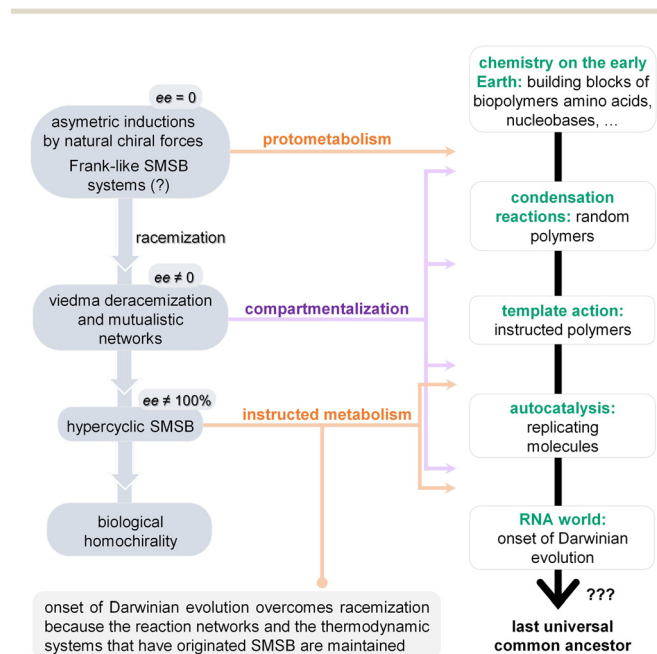 ee = 0
asymetric inductions
by natural chiral forces
Frank-like SMSB
systems (?)
racemization
ee ≠ 0
viedma deracemization
and mutualistic
networks
ee ≠ 100%
hypercyclic SMSB
biological
homochirality
protometabolism
compartmentalization
instructed metabolism
onset of Darwinian evolution overcomes racemization
because the reaction networks and the thermodynamic
systems that have originated SMSB are maintained
chemistry on the early
Earth: building blocks of
biopolymers amino acids,
nucleobases, ...
condensation
reactions: random
polymers
template action:
instructed polymers
autocatalysis:
replicating
molecules
RNA world:
onset of Darwinian
evolution
???
last universal
common ancestor